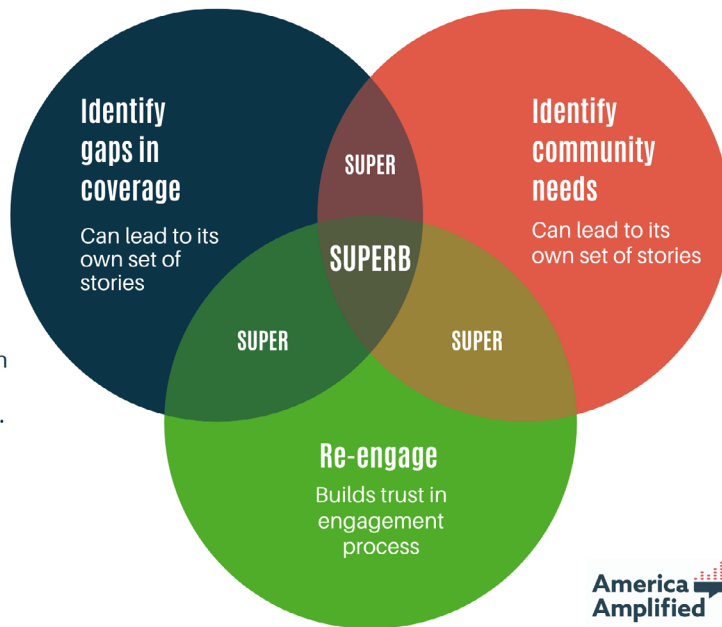 Identify
gaps in
coverage
Can lead to its
own set of
stories
Identify
community
needs
Can lead to its
own set of stories
SUPER
SUPERB
SUPER
SUPER
Re-engage
Builds trust in
engagement
process
America
Amplified